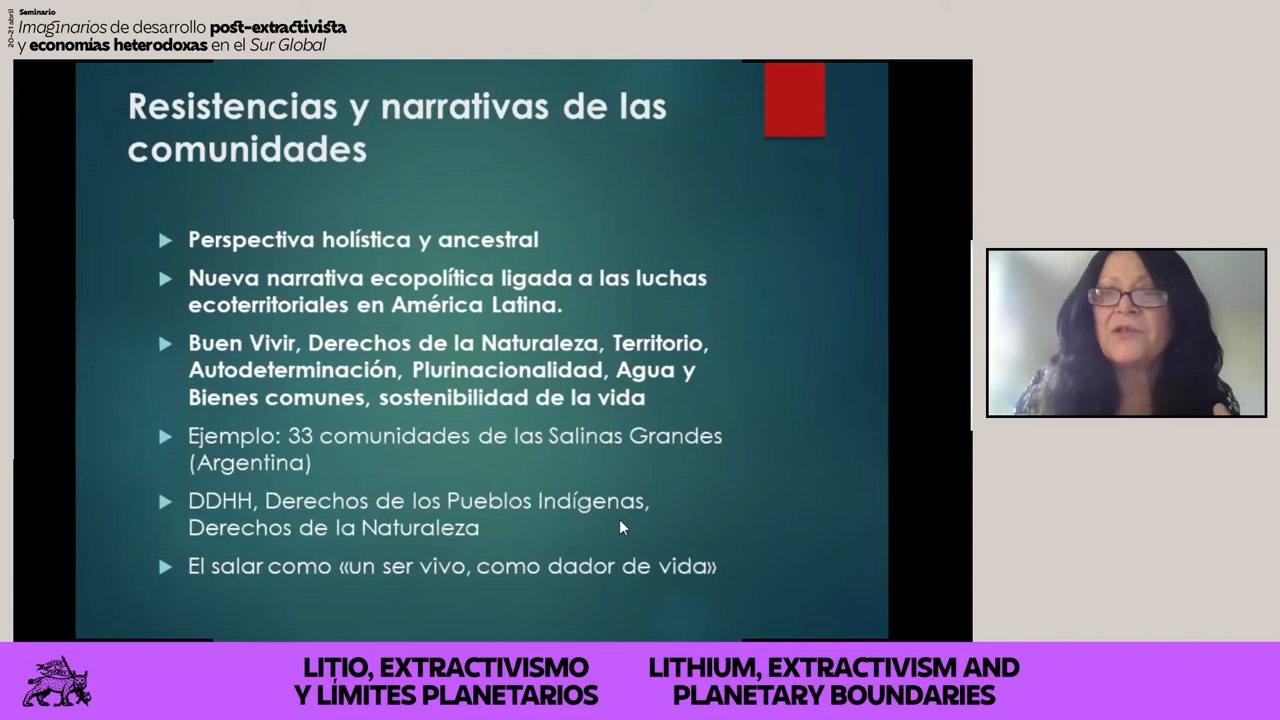 20-21 abril
Seminario
Imaginarios de desarrollo post-extractivista
y economías heterodoxas en el Sur Global
Resistencias y narrativas de las
comunidades
Perspectiva holística y ancestral
Nueva narrativa ecopolítica ligada a las luchas
ecoterritoriales en América Latina.
Buen Vivir, Derechos de la Naturaleza, Territorio,
Autodeterminación, Plurinacionalidad, Agua y
Bienes comunes, sostenibilidad de la vida
Ejemplo: 33 comunidades de las Salinas Grandes
(Argentina)
DDHH, Derechos de los Pueblos Indígenas,
Derechos de la Naturaleza
El salar como «un ser vivo, como dador de vida»
LITIO, EXTRACTIVISMO
Y LÍMITES PLANETARIOS
LITHIUM, EXTRACTIVISM AND
PLANETARY BOUNDARIES